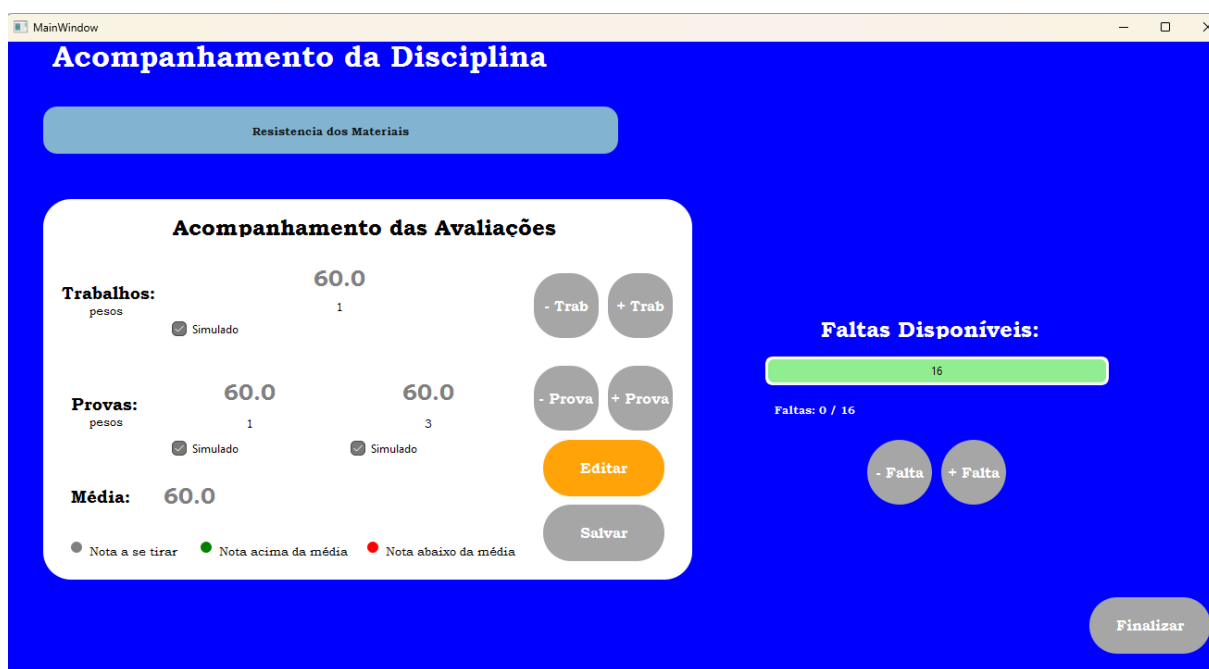 MainWindow
Acompanhamento da Disciplina
Resistencia dos Materiais
Acompanhamento das Avaliações
Trabalhos:
pesos
60.0
1
Simulado
- Trab
+ Trab
Provas:
pesos
60.0
60.0
1
3
Simulado
Simulado
- Prova
+ Prova
Média:
60.0
Editar
Salvar
Nota a se tirar
Nota acima da média
Nota abaixo da média
Faltas Disponíveis:
16
Faltas: 0 / 16
- Falta
+ Falta
Finalizar